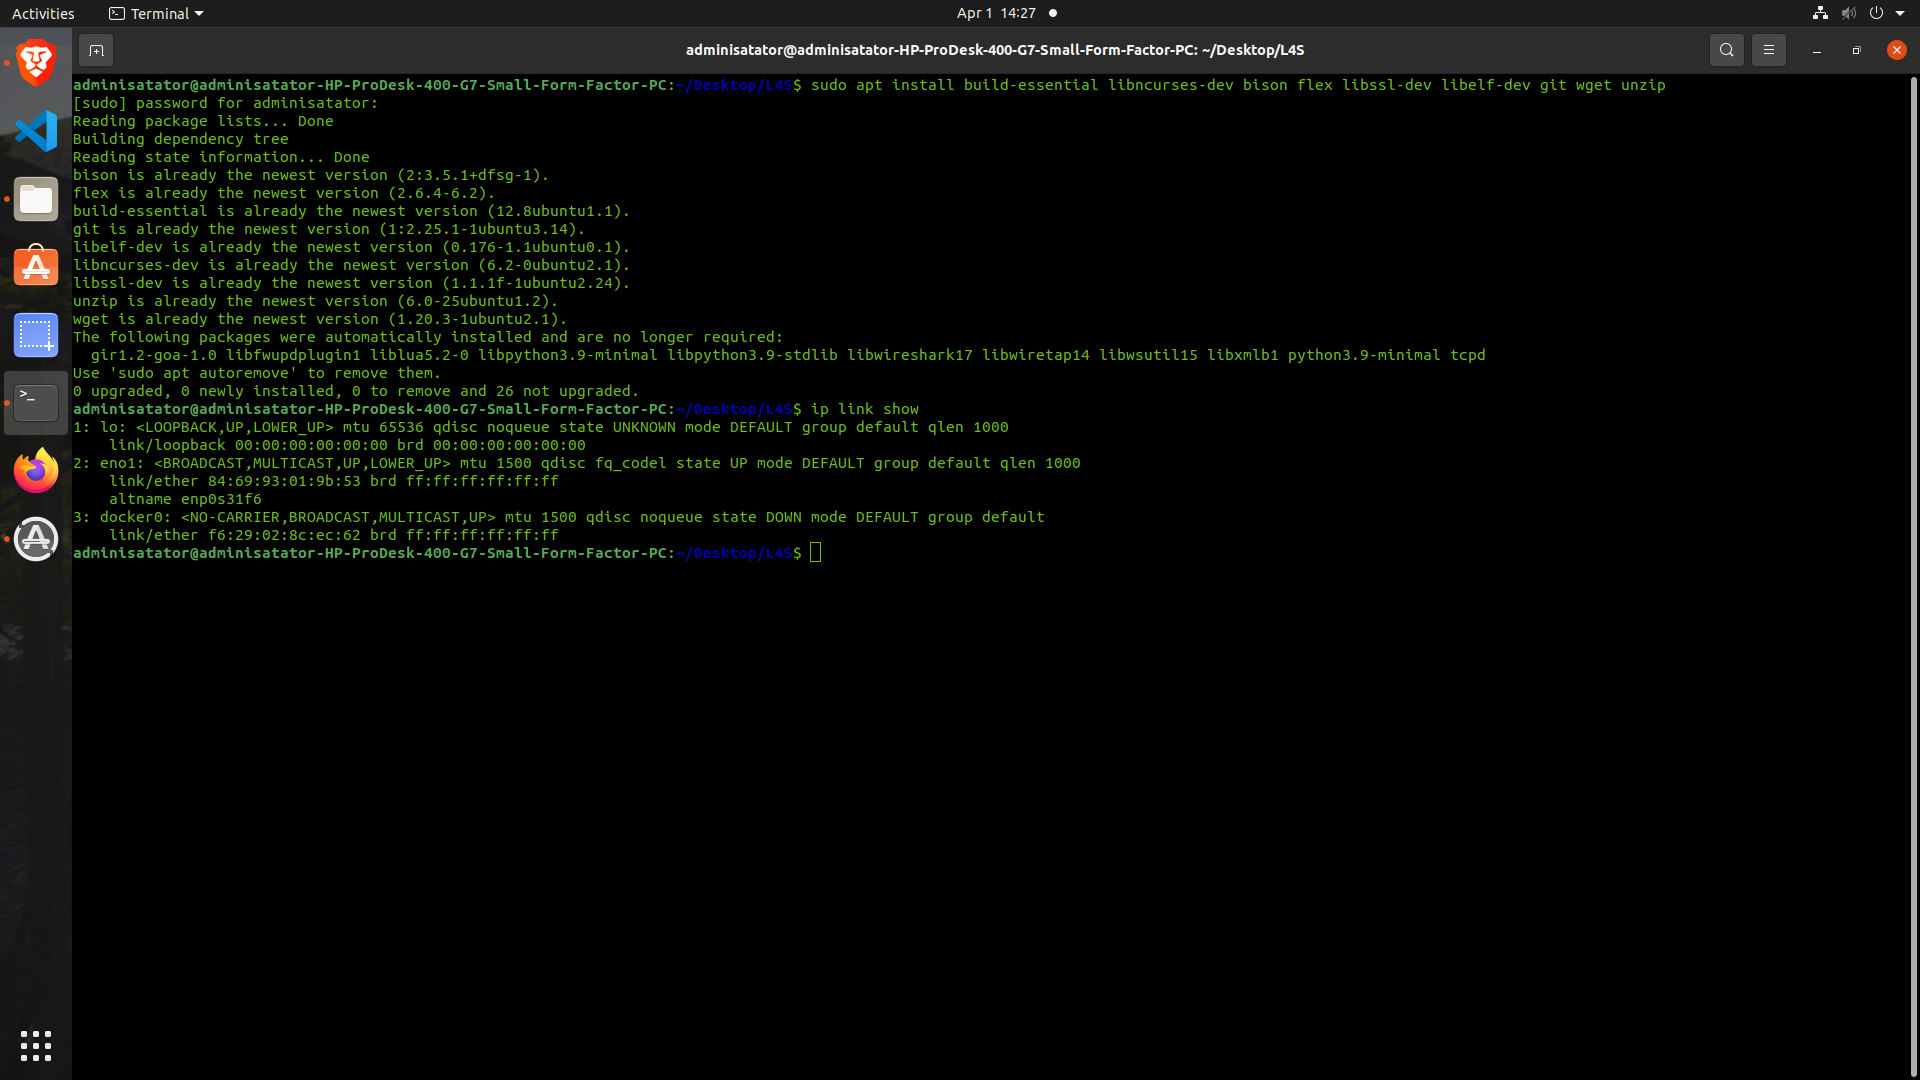 Activities Terminal Apr 1 14:27
adminisatator@adminisatator-HP-ProDesk-400-G7-Small-Form-Factor-PC: ~/Desktop/L4S
adminisatator@adminisatator-HP-ProDesk-400-G7-Small-Form-Factor-PC:~/Desktop/L4S$ sudo apt install build-essential libncurses-dev bison flex libssl-dev libelf-dev git wget unzip
[sudo] password for adminisatator:
Reading package lists... Done
Building dependency tree
Reading state information... Done
bison is already the newest version (2:3.5.1+dfsg-1).
flex is already the newest version (2.6.4-6.2).
build-essential is already the newest version (12.8ubuntu1.1).
git is already the newest version (1:2.25.1-1ubuntu3.14).
libelf-dev is already the newest version (0.176-1.1ubuntu0.1).
libncurses-dev is already the newest version (6.2-0ubuntu2.1).
libssl-dev is already the newest version (1.1.1f-1ubuntu2.24).
unzip is already the newest version (6.0-25ubuntu1.2).
wget is already the newest version (1.20.3-1ubuntu2.1).
The following packages were automatically installed and are no longer required:
  gir1.2-goa-1.0 libfwupdplugin1 liblua5.2-0 libpython3.9-minimal libpython3.9-stdlib libwireshark17 libwiretap14 libwsutil15 libxmlb1 python3.9-minimal tcpd
Use 'sudo apt autoremove' to remove them.
0 upgraded, 0 newly installed, 0 to remove and 26 not upgraded.
adminisatator@adminisatator-HP-ProDesk-400-G7-Small-Form-Factor-PC:~/Desktop/L4S$ ip link show
1: lo: <LOOPBACK,UP,LOWER_UP> mtu 65536 qdisc noqueue state UNKNOWN mode DEFAULT group default qlen 1000
    link/loopback 00:00:00:00:00:00 brd 00:00:00:00:00:00
2: eno1: <BROADCAST,MULTICAST,UP,LOWER_UP> mtu 1500 qdisc fq_codel state UP mode DEFAULT group default qlen 1000
    link/ether 84:69:93:01:9b:53 brd ff:ff:ff:ff:ff:ff
    altname enp0s31f6
3: docker0: <NO-CARRIER,BROADCAST,MULTICAST,UP> mtu 1500 qdisc noqueue state DOWN mode DEFAULT group default
    link/ether f6:29:02:8c:ec:62 brd ff:ff:ff:ff:ff:ff
adminisatator@adminisatator-HP-ProDesk-400-G7-Small-Form-Factor-PC:~/Desktop/L4S$